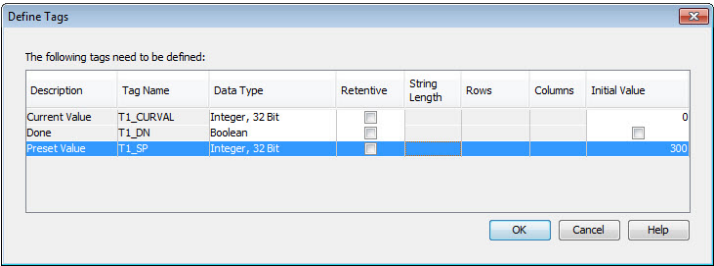 Define Tags
The following tags need to be defined:
Description Tag Name Data Type Retentive String Length Rows Columns Initial Value
Current Value T1_CURVAL Integer, 32 Bit 0
Done T1_DN Boolean
Preset Value T1_SP Integer, 32 Bit 300
OK Cancel Help